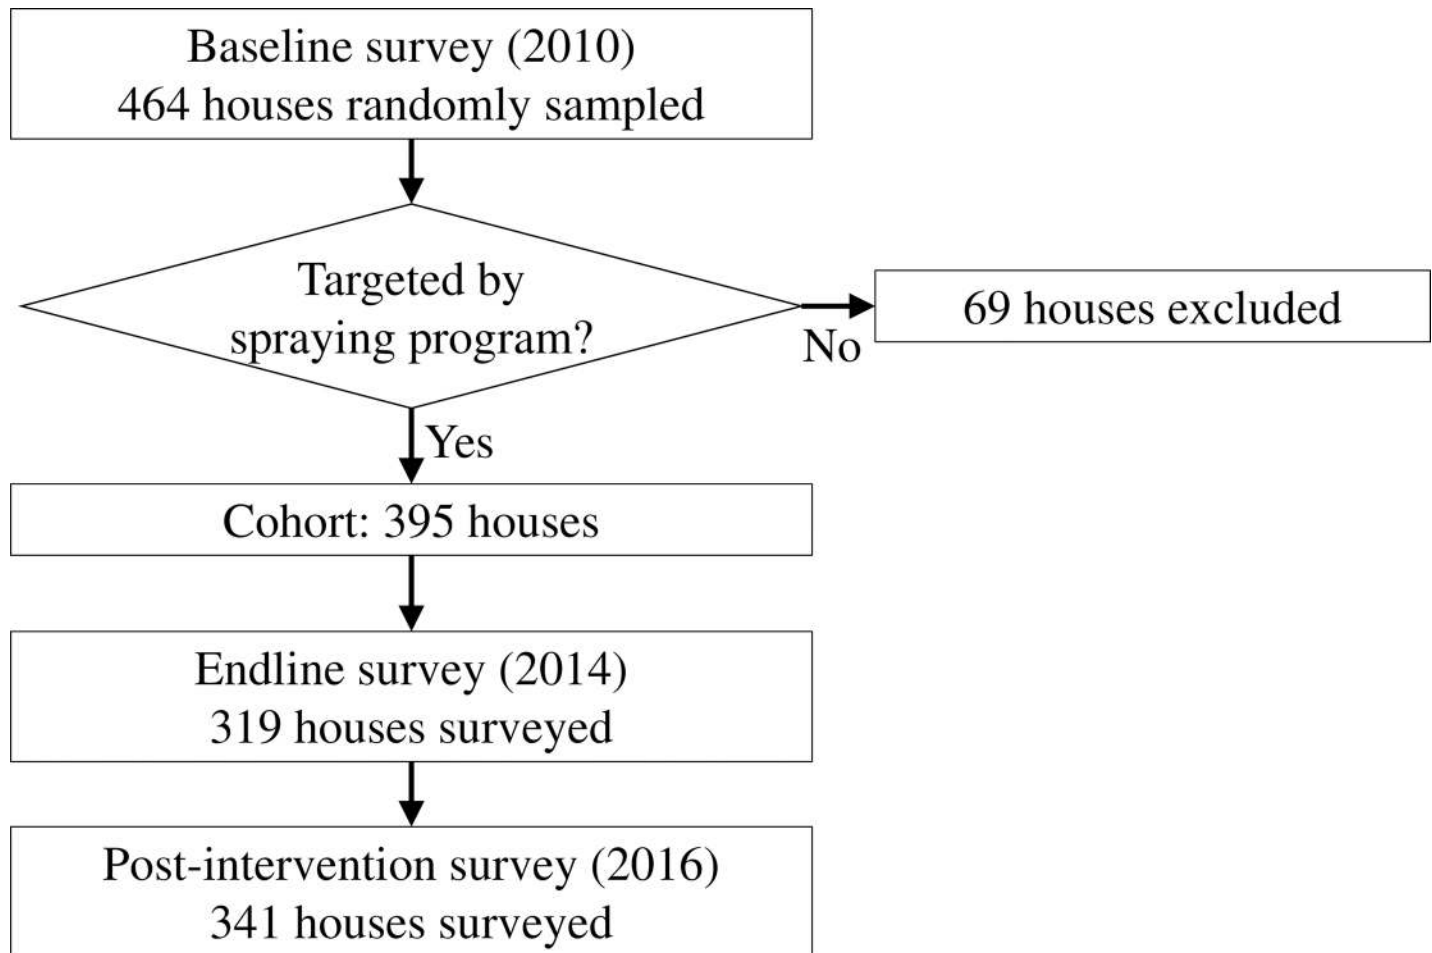 Baseline survey (2010)
464 houses randomly sampled
Targeted by
spraying program?
No
69 houses excluded
Yes
Cohort: 395 houses
Endline survey (2014)
319 houses surveyed
Post-intervention survey (2016)
341 houses surveyed